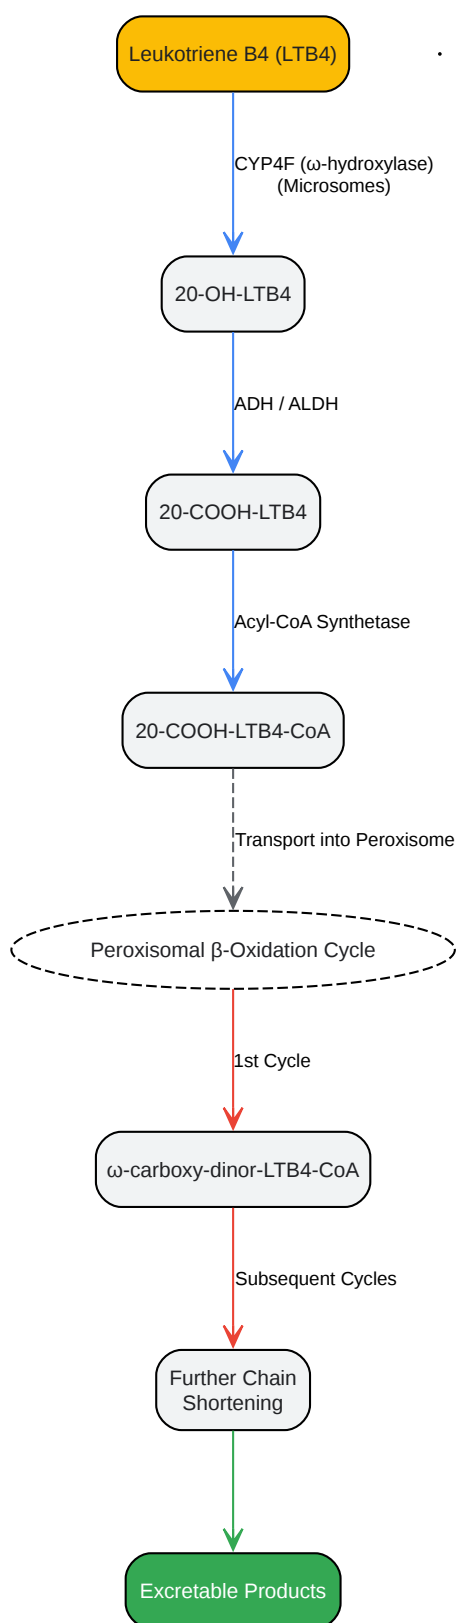 Leukotriene B4 (LTB4)
CYP4F (ω-hydroxylase)
(Microsomes)
20-OH-LTB4
ADH / ALDH
20-COOH-LTB4
Acyl-CoA Synthetase
20-COOH-LTB4-CoA
Transport into Peroxisome
Peroxisomal β-Oxidation Cycle
1st Cycle
ω-carboxy-dinor-LTB4-CoA
Subsequent Cycles
Further Chain
Shortening
Excretable Products